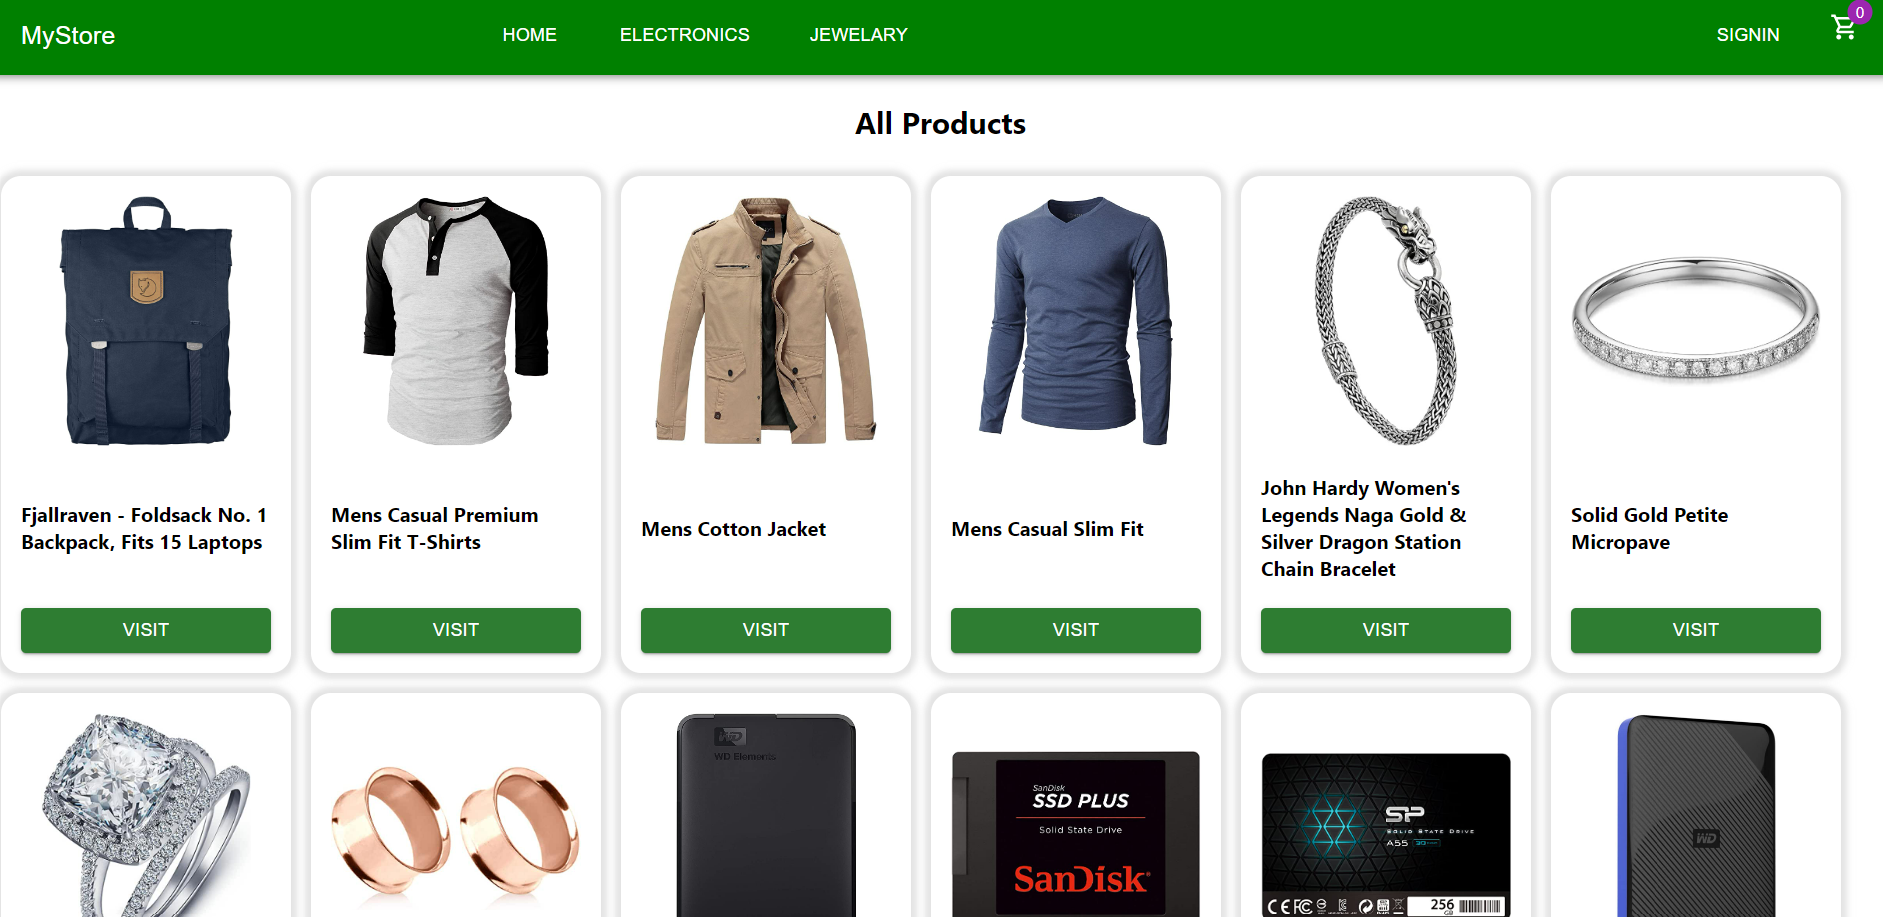 MyStore
HOME
ELECTRONICS
JEWELARY
SIGNIN
0
All Products
Fjallraven - Foldsack No. 1
Backpack, Fits 15 Laptops
Mens Casual Premium
Slim Fit T-Shirts
Mens Cotton Jacket
Mens Casual Slim Fit
John Hardy Women's
Legends Naga Gold &
Silver Dragon Station
Chain Bracelet
Solid Gold Petite
Micropave
VISIT
VISIT
VISIT
VISIT
VISIT
VISIT
WD
WD Elements
SanDisk
SSD PLUS
Solid State Drive
SanDisk
SP
SOLID STATE DRIVE
A55
256
GB
WD